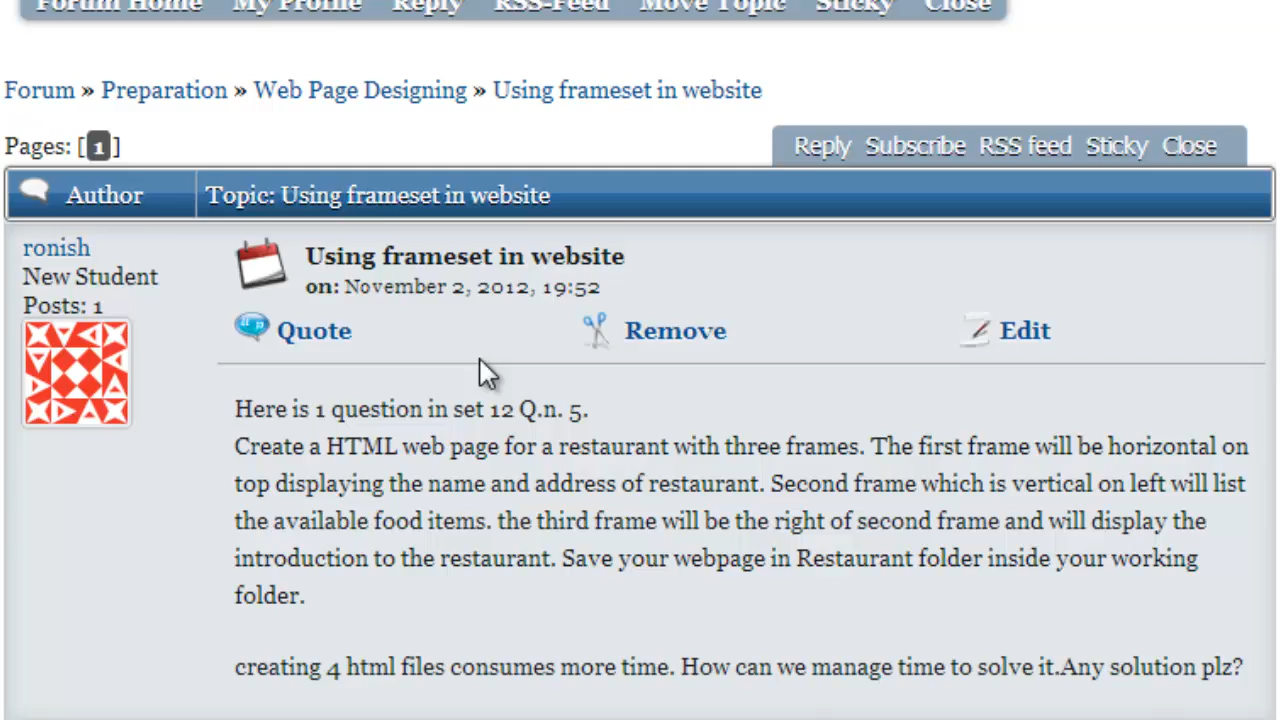 Forum Home My Profile Reply RSS-Feed Move Topic Sticky Close
Forum » Preparation » Web Page Designing » Using frameset in website
Pages: [1]
Reply Subscribe RSS feed Sticky Close
Author Topic: Using frameset in website
ronish
New Student
Posts: 1
Using frameset in website
on: November 2, 2012, 19:52
Quote Remove Edit
Here is 1 question in set 12 Q.n. 5.
Create a HTML web page for a restaurant with three frames. The first frame will be horizontal on
top displaying the name and address of restaurant. Second frame which is vertical on left will list
the available food items. the third frame will be the right of second frame and will display the
introduction to the restaurant. Save your webpage in Restaurant folder inside your working
folder.
creating 4 html files consumes more time. How can we manage time to solve it.Any solution plz?